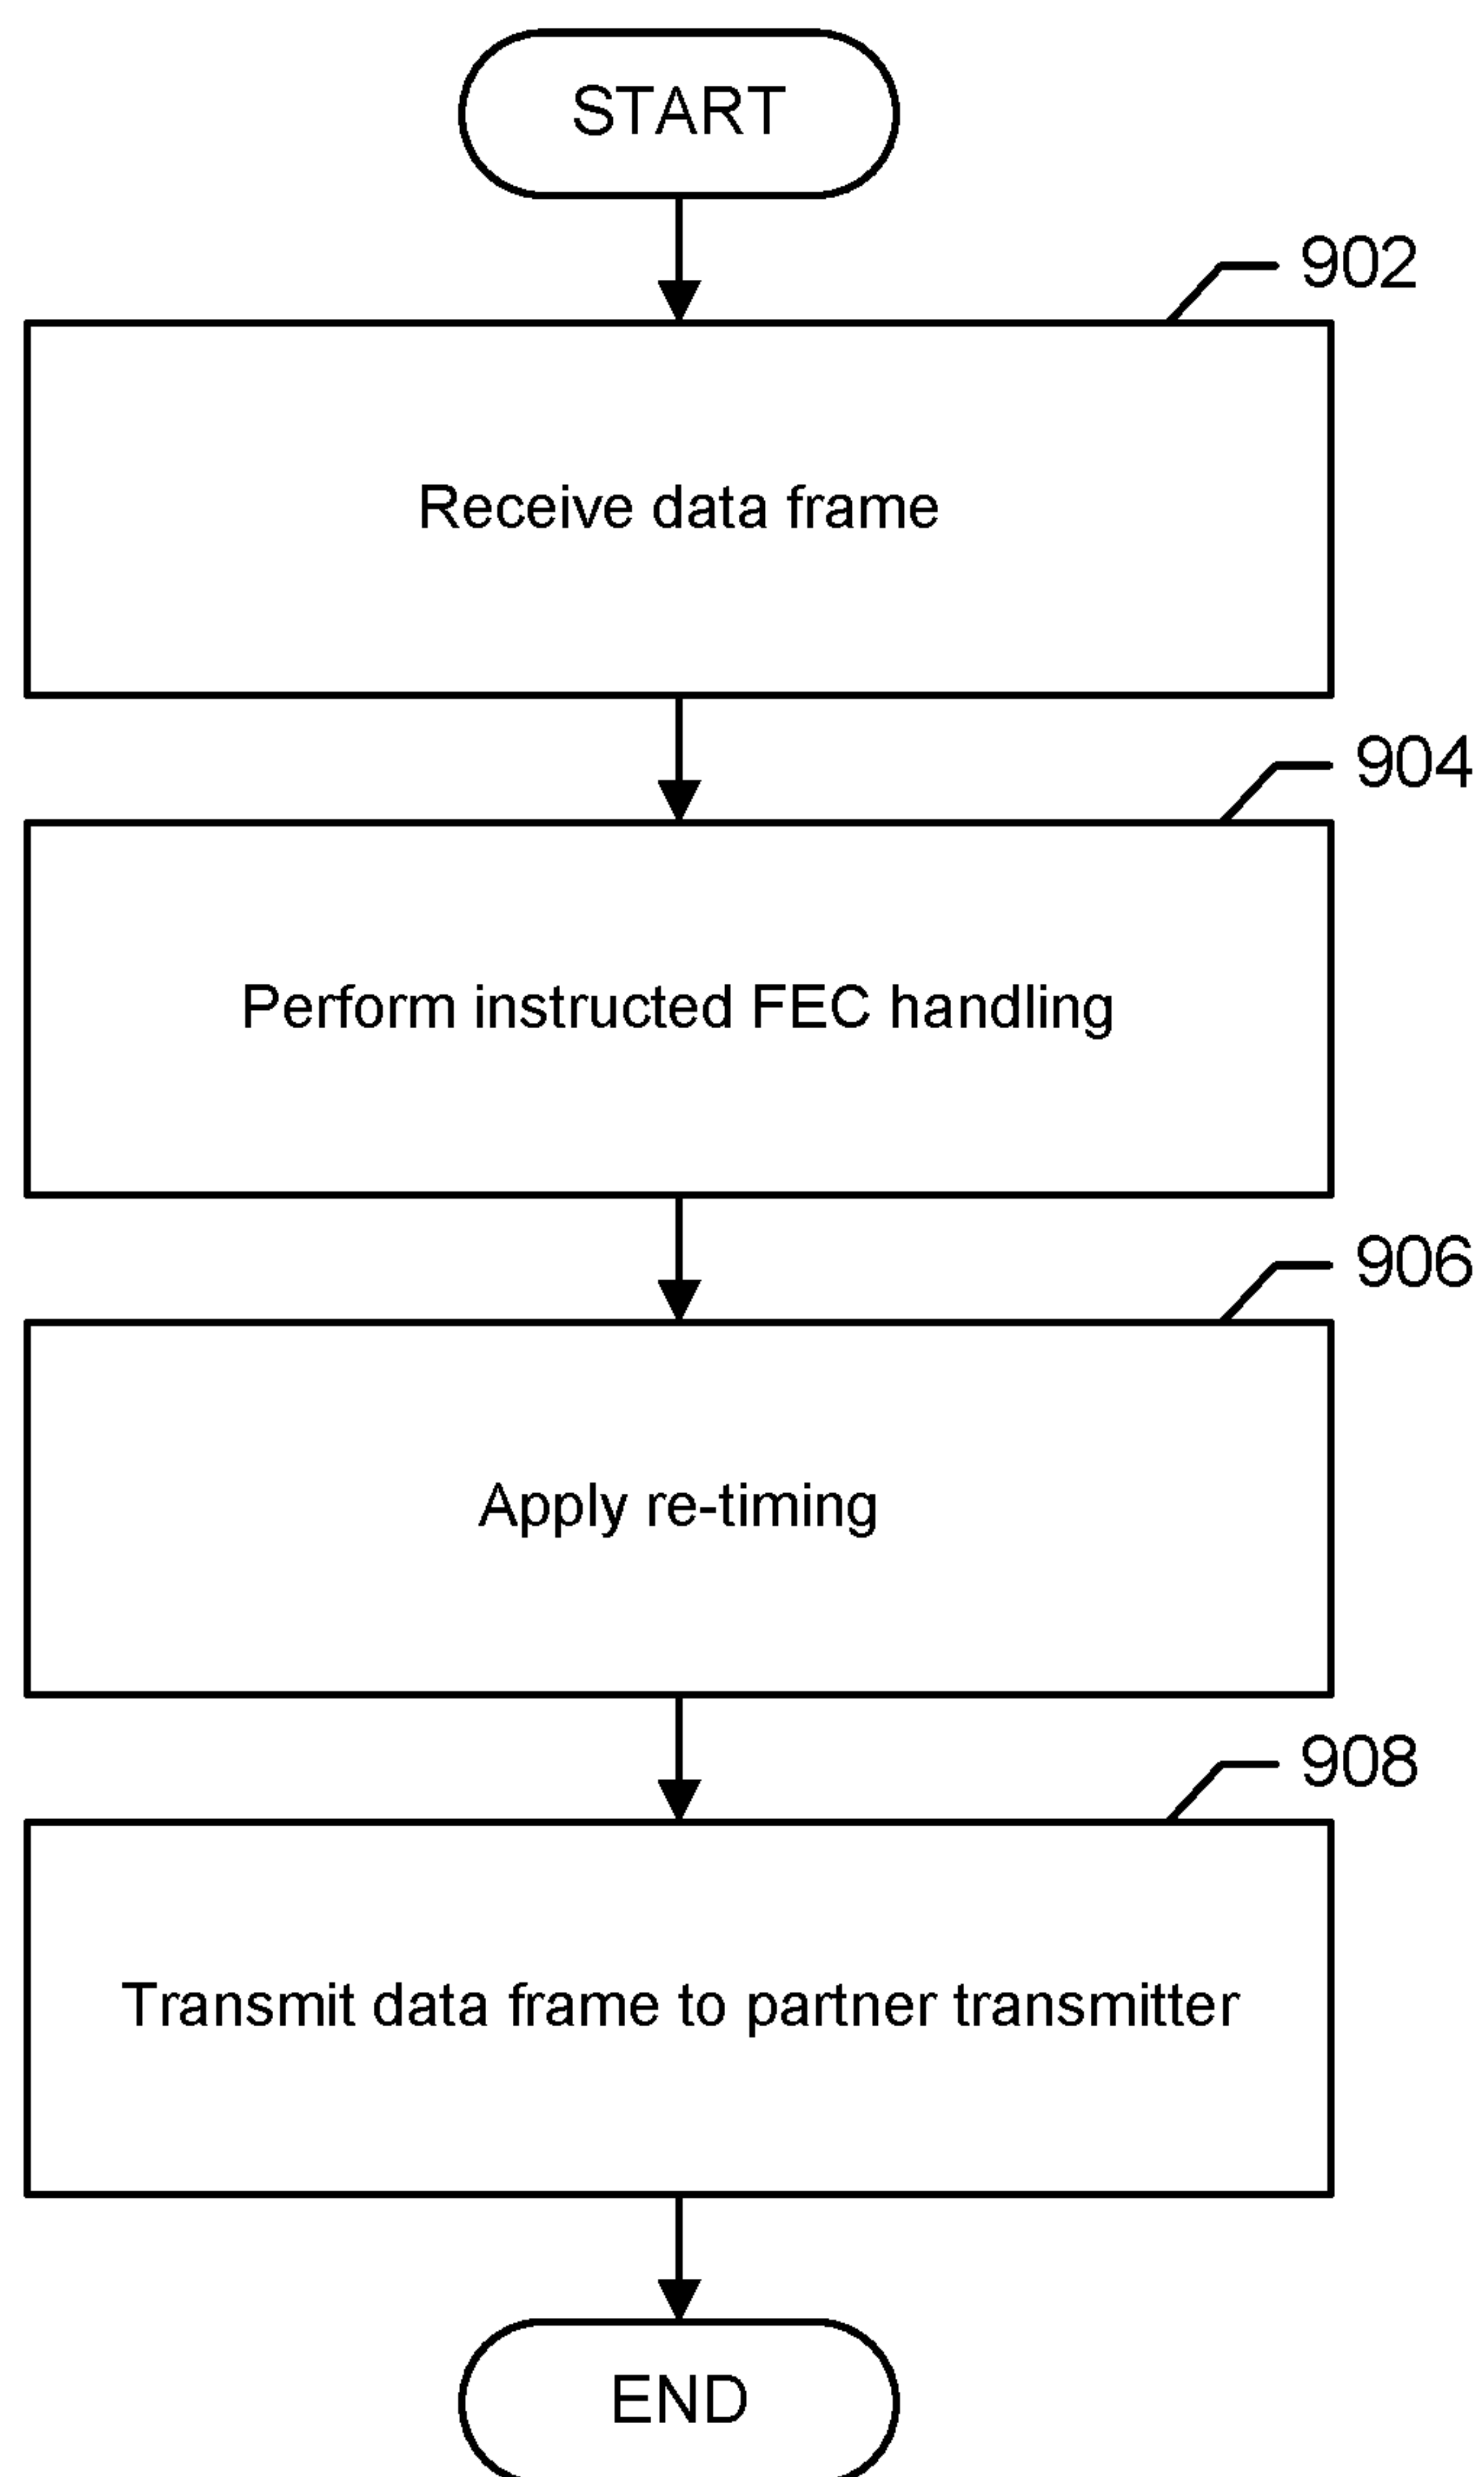 START
902
Receive data frame
904
Perform instructed FEC handling
906
Apply re-timing
908
Transmit data frame to partner transmitter
END